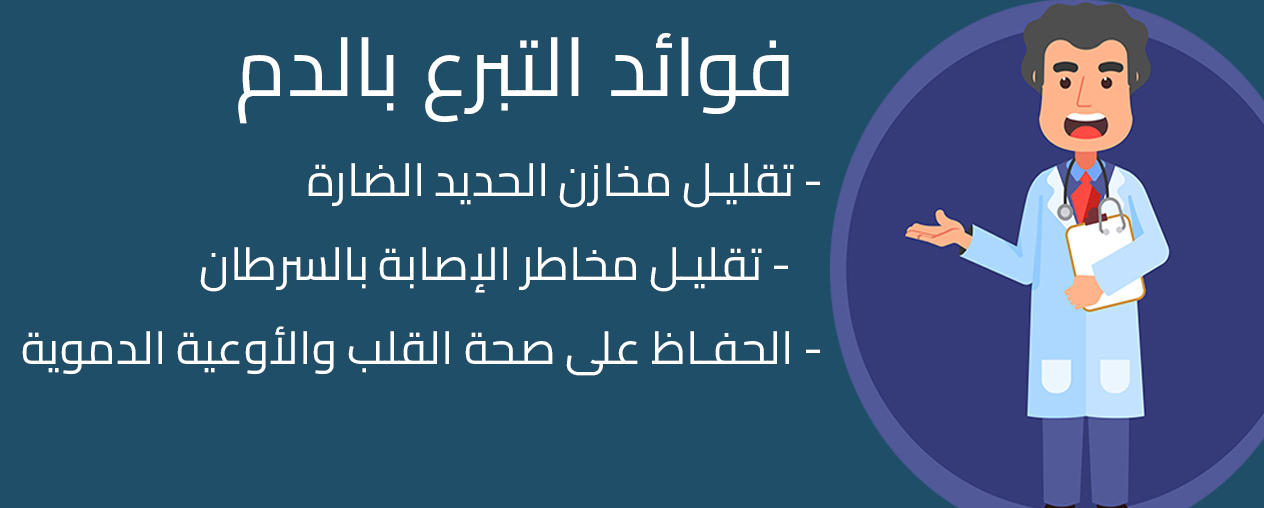 فوائد التبرع بالدم
- تقليـل مخازن الحديد الضارة
- تقليـل مخاطر الإصابة بالسرطان
- الحفـاظ على صحة القلب والأوعية الدموية